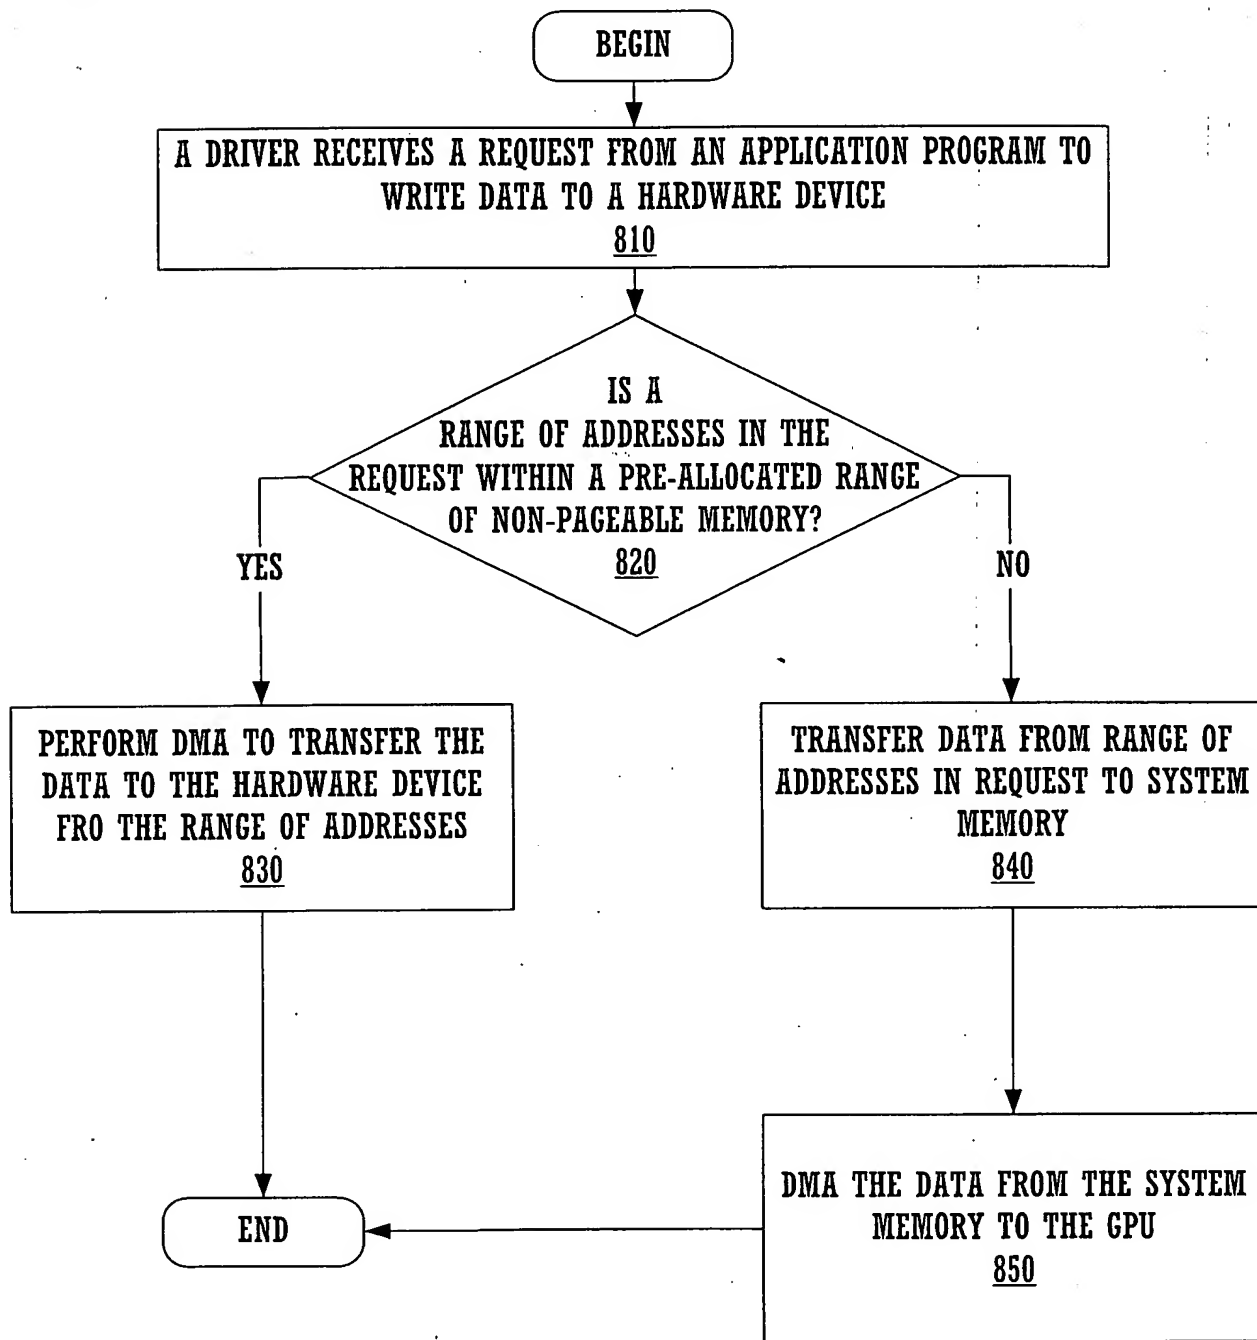 BEGIN
A DRIVER RECEIVES A REQUEST FROM AN APPLICATION PROGRAM TO
WRITE DATA TO A HARDWARE DEVICE
810
IS A
RANGE OF ADDRESSES IN THE
REQUEST WITHIN A PRE-ALLOCATED RANGE
OF NON-PAGEABLE MEMORY?
820
YES
NO
PERFORM DMA TO TRANSFER THE
DATA TO THE HARDWARE DEVICE
FRO THE RANGE OF ADDRESSES
830
TRANSFER DATA FROM RANGE OF
ADDRESSES IN REQUEST TO SYSTEM
MEMORY
840
DMA THE DATA FROM THE SYSTEM
MEMORY TO THE GPU
850
END